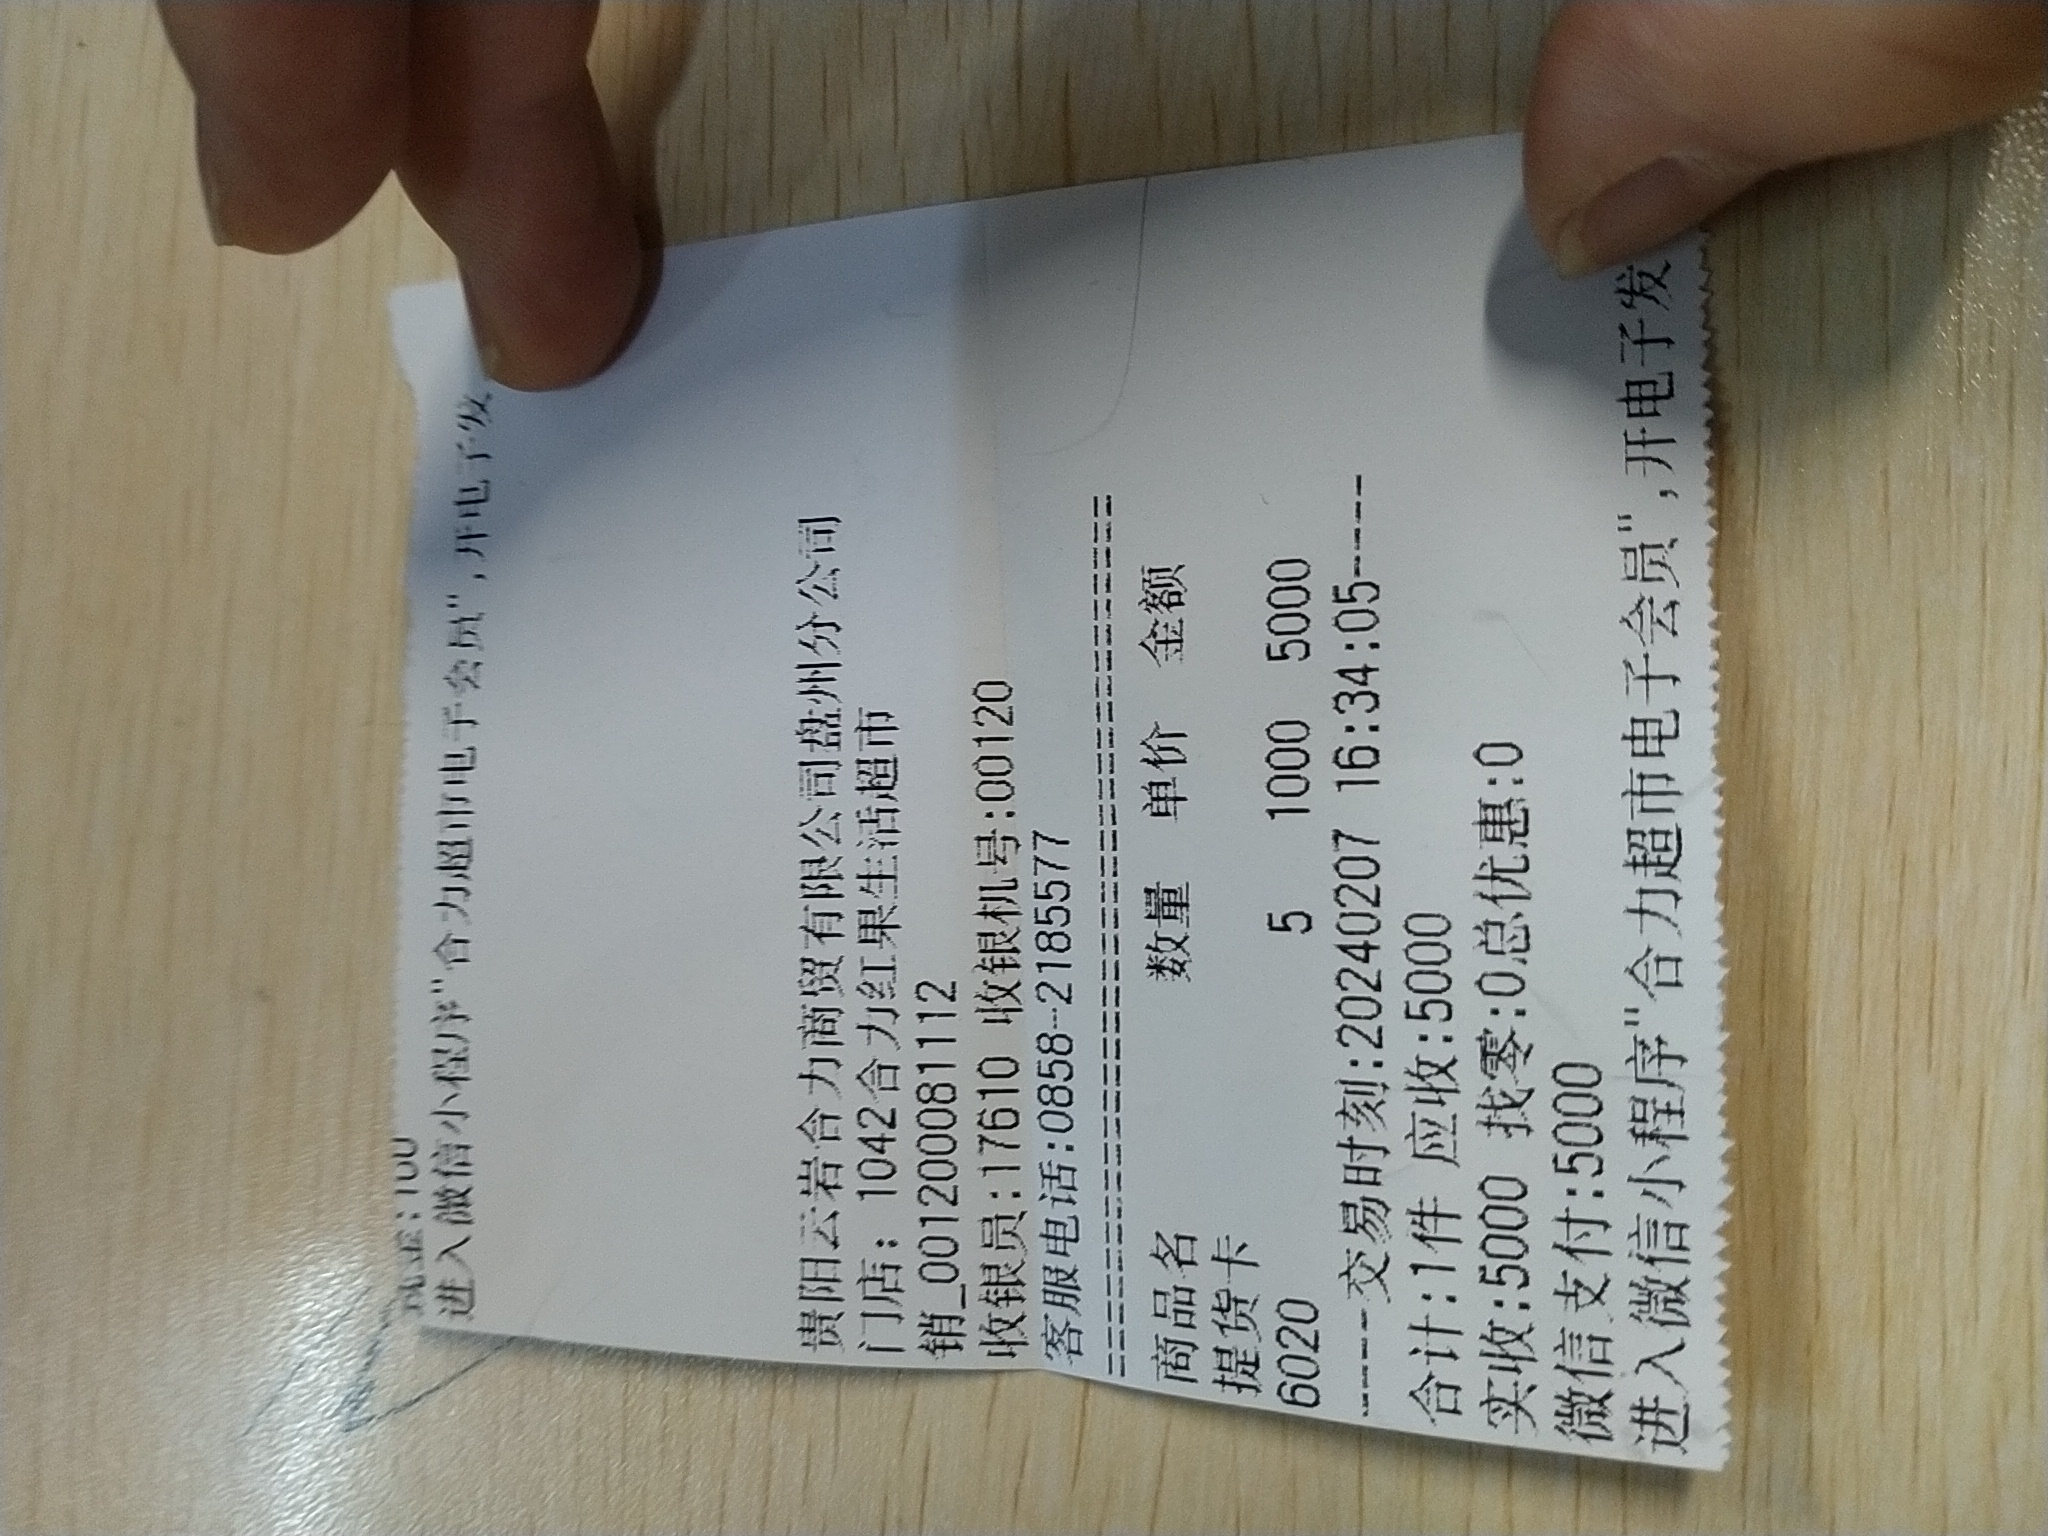 现金:100
进入微信小程序"合力超市电子会员",开电子发
贵阳云岩合力商贸有限公司盘州分公司
门店: 1042合力红果生活超市
销_00120008​1112
收银员:17610 收银机号:00120
客服电话:0858-2185577
商品名 数量 单价 金额
提货卡
6020 5 1000 5000
----交易时刻:20240207 16:34:05-----
合计:1件 应收:5000
实收:5000 找零:0总优惠:0
微信支付:5000
进入微信小程序"合力超市电子会员",开电子发